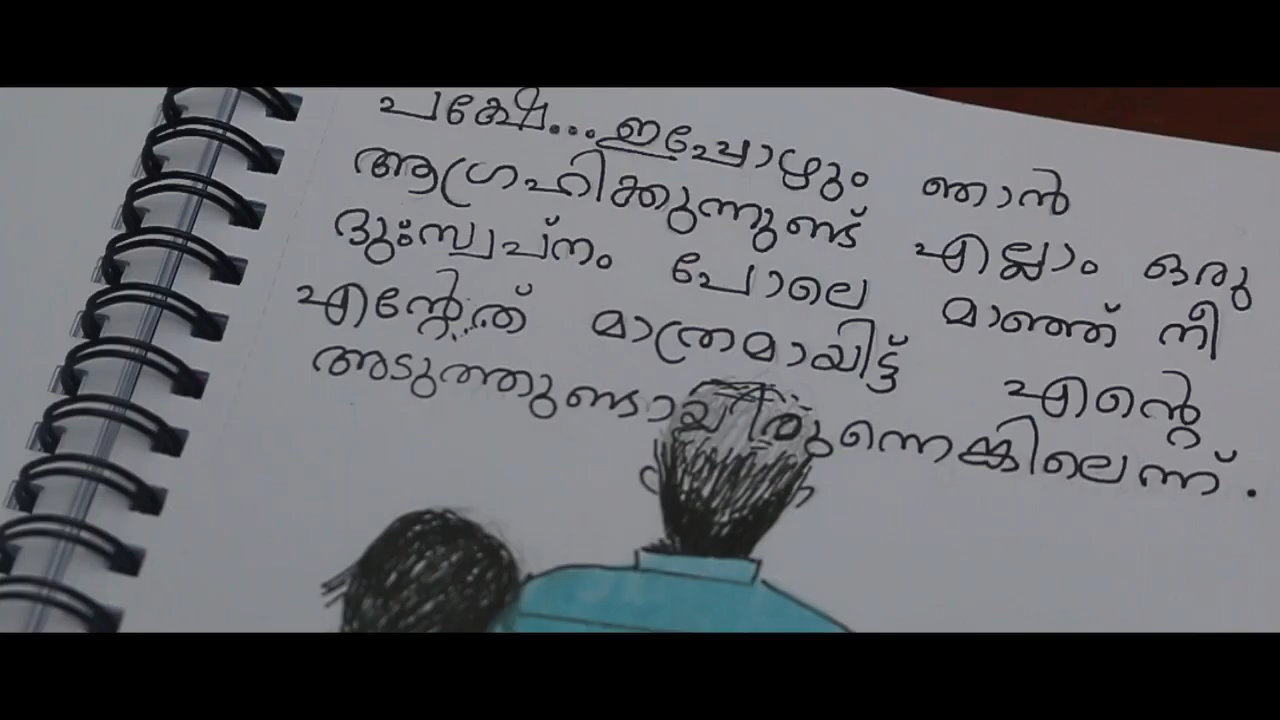 പക്ഷേ...ഇപ്പോഴും ഞാൻ
ആഗ്രഹിക്കുന്നുണ്ട് എല്ലാം ഒരു
ദുഃസ്വപ്നം പോലെ മാഞ്ഞ് നീ
എന്റേത് മാത്രമായിട്ട് എന്റെ
അടുത്തുണ്ടായിരുന്നെങ്കിലെന്ന്.